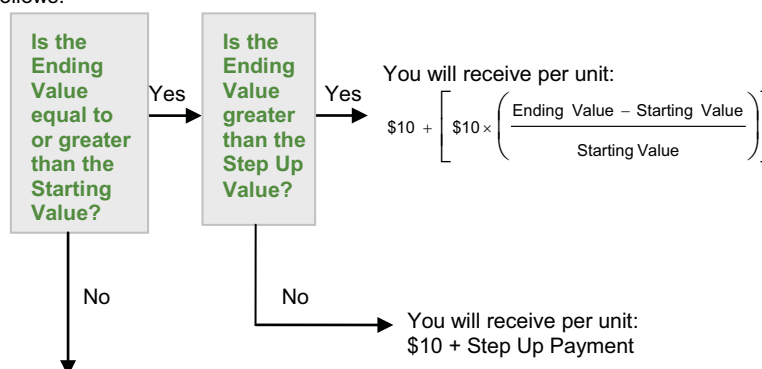 ollows:
Is the
Ending
Value
equal to
or greater
than the
Starting
Value?
Yes
Is the
Ending
Value
greater
than the
Step Up
Value?
Yes
You will receive per unit:
$10 + [ $10 × ( Ending Value – Starting Value
Starting Value ) ]
No
No
You will receive per unit:
$10 + Step Up Payment